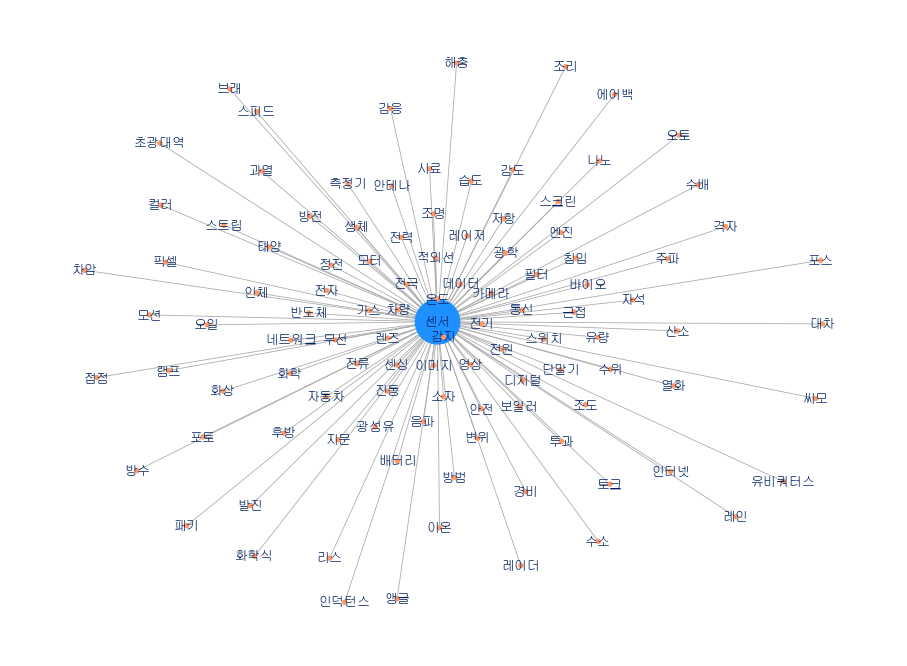 해충
조리
브래
에어백
감응
스피드
오토
초광대역
나노
사료
과열
감도
습도
측정기
안테나
수배
스크린
컬러
조명
방전
저항
스트링
생체
격자
엔진
레이저
전력
태양
광학
적외선
침입
주파
픽셀
모터
포스
정전
차압
필터
전극
데이터
바이오
전자
인체
카메라
온도
자석
가스
차량
통신
반도체
근접
모션
센서
전기
대차
오일
산소
감지
유량
렌즈
스위치
네트워크
무선
전원
전류
센싱
이미지
영상
단말기
수위
램프
화학
점점
디지털
열화
화상
진동
자동차
소자
써모
조도
보일러
안전
음파
광섬유
후방
포토
자문
변위
투과
배터리
방수
인터넷
방법
유비쿼터스
토크
경비
발진
레인
패키
이온
수소
화학식
리스
레이더
앵글
인덕턴스